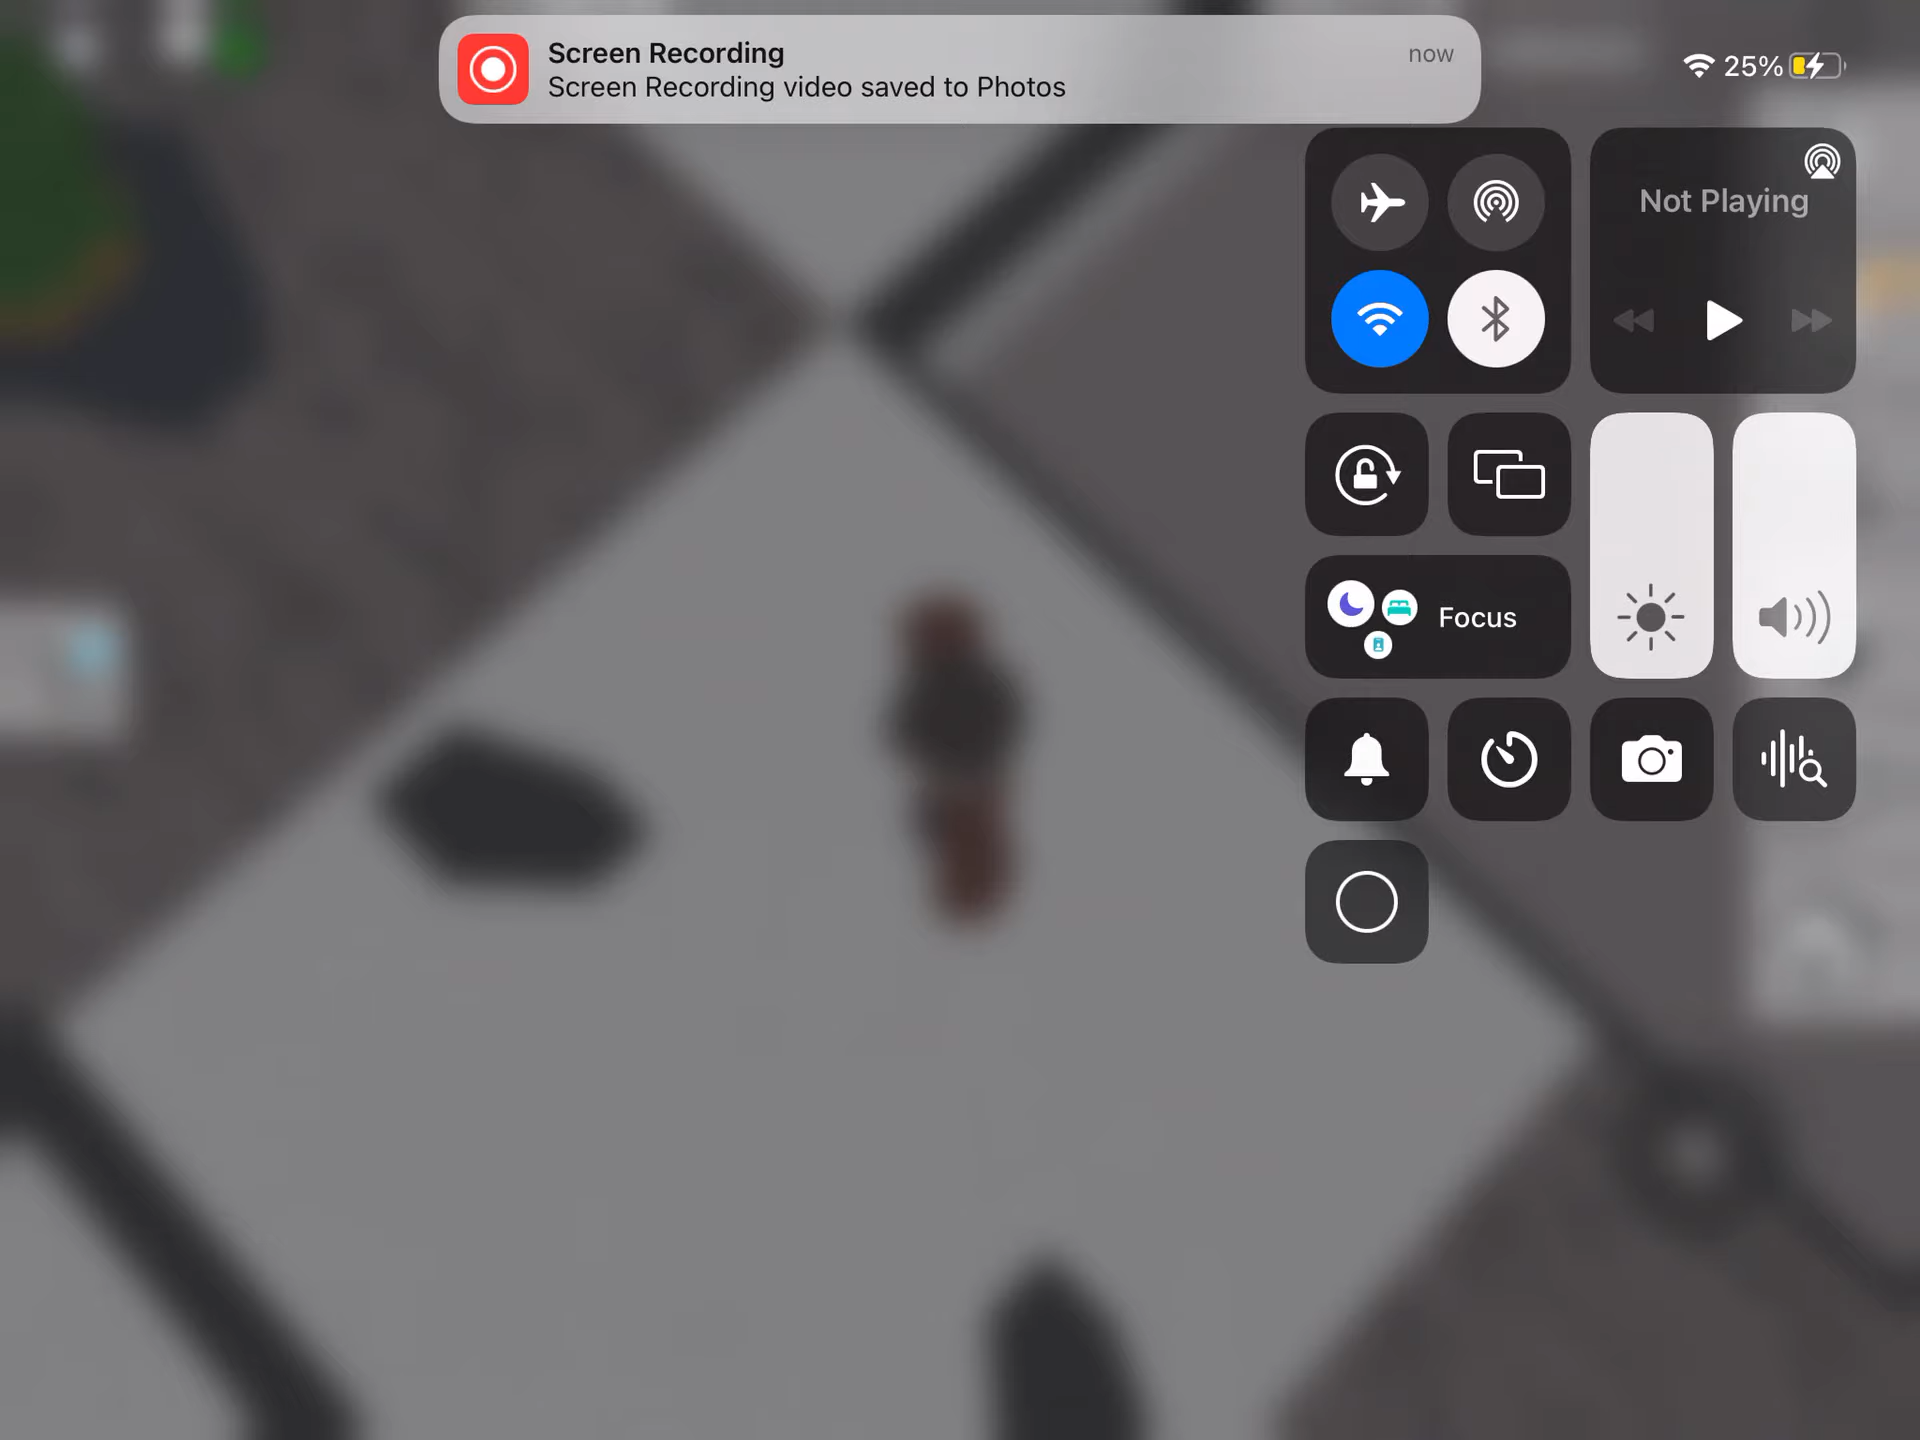 Screen Recording
now
Screen Recording video saved to Photos
25%
Not Playing
Focus